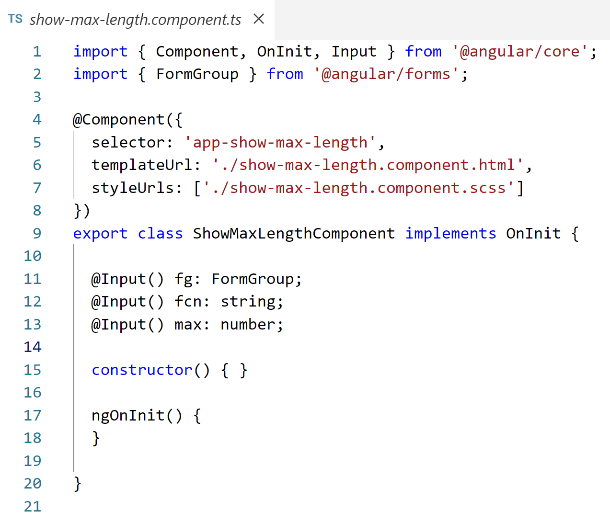 TS show-max-length.component.ts ×
1 import { Component, OnInit, Input } from '@angular/core';
2 import { FormGroup } from '@angular/forms';
3
4 @Component({
5   selector: 'app-show-max-length',
6   templateUrl: './show-max-length.component.html',
7   styleUrls: ['./show-max-length.component.scss']
8 })
9 export class ShowMaxLengthComponent implements OnInit {
10
11   @Input() fg: FormGroup;
12   @Input() fcn: string;
13   @Input() max: number;
14
15   constructor() { }
16
17   ngOnInit() {
18   }
19
20 }
21